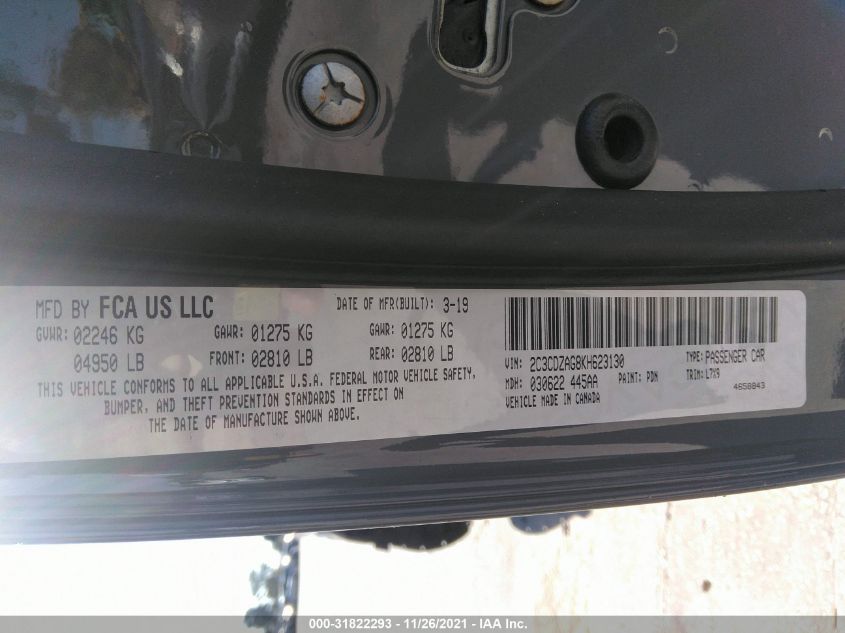 MFD BY FCA US LLC
DATE OF MFR(BUILT): 3-19
GVWR: 02246 KG
04950 LB
GAWR: 01275 KG
FRONT: 02810 LB
GAWR: 01275 KG
REAR: 02810 LB
THIS VEHICLE CONFORMS TO ALL APPLICABLE U.S.A. FEDERAL MOTOR VEHICLE SAFETY,
BUMPER, AND THEFT PREVENTION STANDARDS IN EFFECT ON
THE DATE OF MANUFACTURE SHOWN ABOVE.
VIN: 2C3CDZAG8KH623130
TYPE: PASSENGER CAR
MDH: 030622 445AA
PAINT: PDN
TRIM: L7X9
VEHICLE MADE IN CANADA
4658843
000-31822293 - 11/26/2021 - IAA Inc.